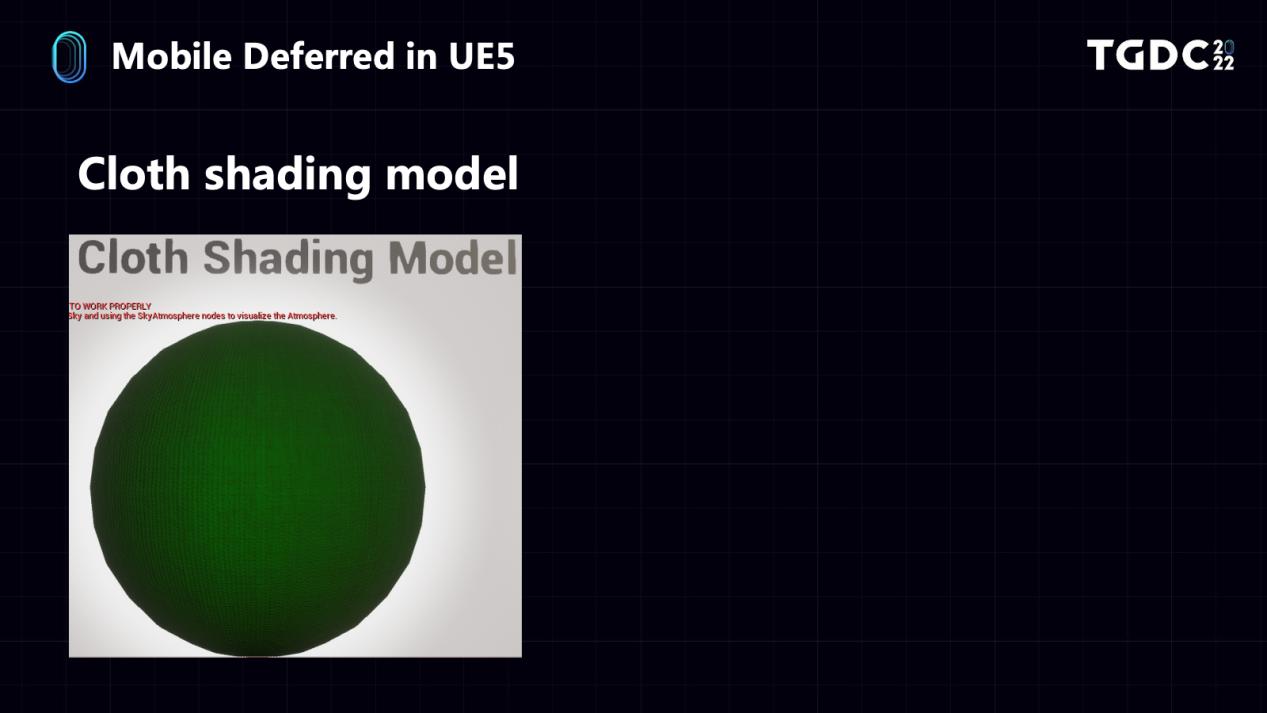 Mobile Deferred in UE5
TGDC 2022
Cloth shading model
Cloth Shading Model
TO WORK PROPERLY
Sky and using the SkyAtmosphere nodes to visualize the Atmosphere.